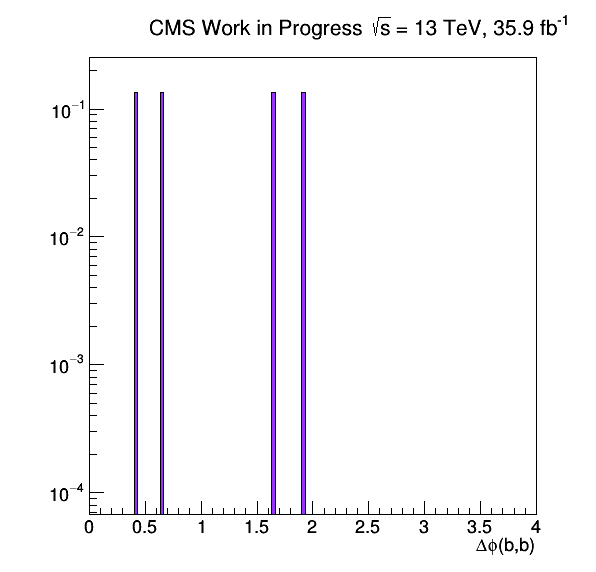 CMS Work in Progress √s = 13 TeV, 35.9 fb⁻¹
10⁻¹
10⁻²
10⁻³
10⁻⁴
0 0.5 1 1.5 2 2.5 3 3.5 4
Δϕ(b,b)